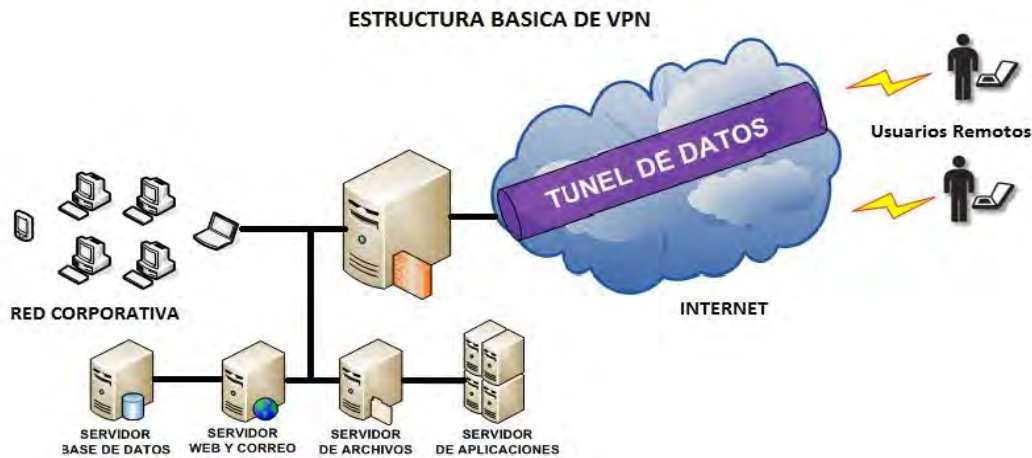 ESTRUCTURA BASICA DE VPN
TUNEL DE DATOS
Usuarios Remotos
RED CORPORATIVA
INTERNET
SERVIDOR
BASE DE DATOS
SERVIDOR
WEB Y CORREO
SERVIDOR
DE ARCHIVOS
SERVIDOR
DE APLICACIONES